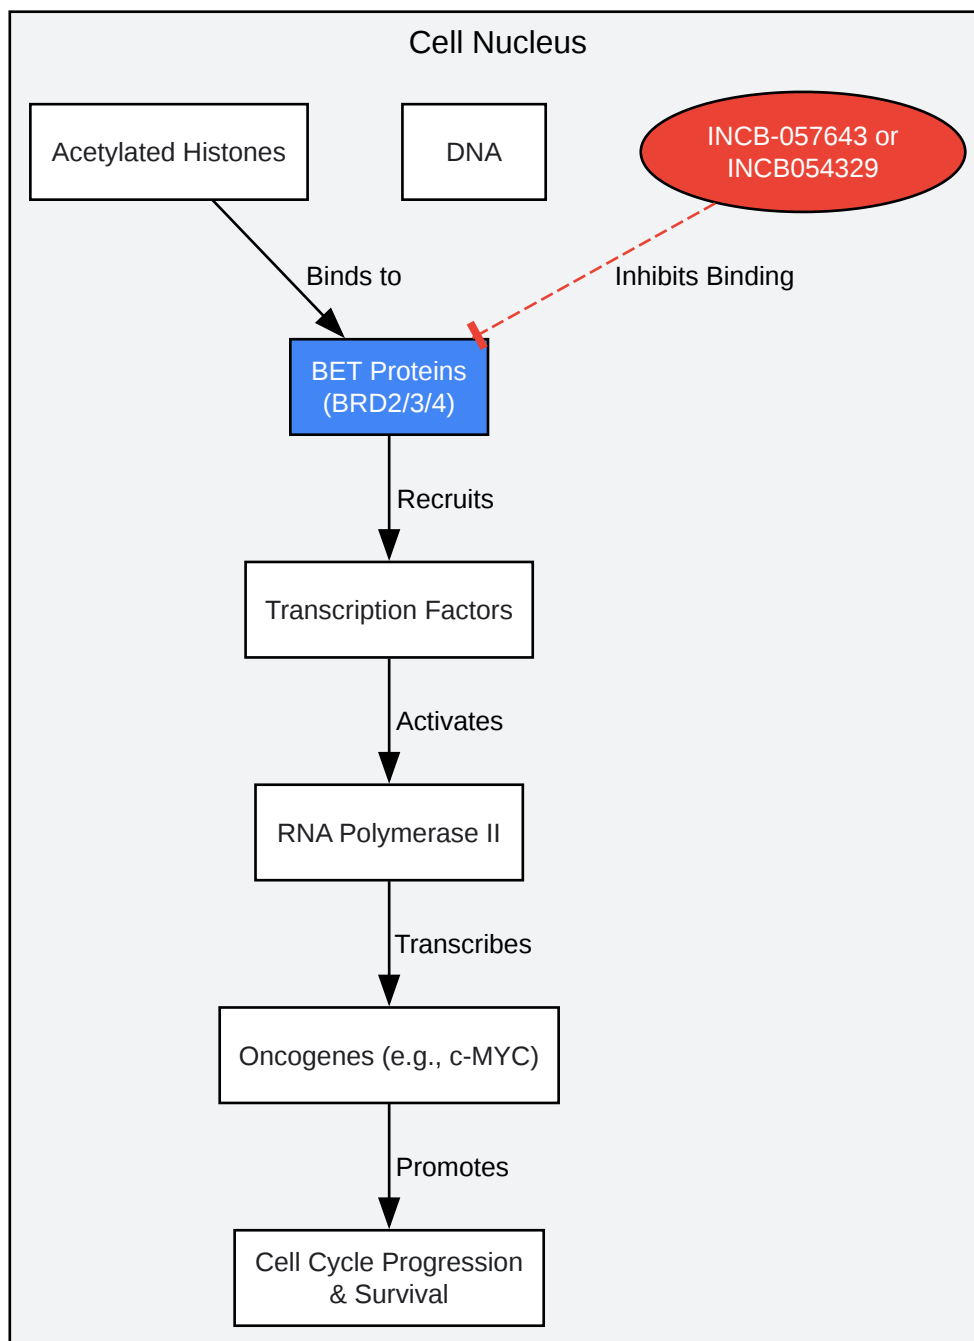 Cell Nucleus
Acetylated Histones
DNA
INCB-057643 or
INCB054329
Binds to
Inhibits Binding
BET Proteins
(BRD2/3/4)
Recruits
Transcription Factors
Activates
RNA Polymerase II
Transcribes
Oncogenes (e.g., c-MYC)
Promotes
Cell Cycle Progression
& Survival